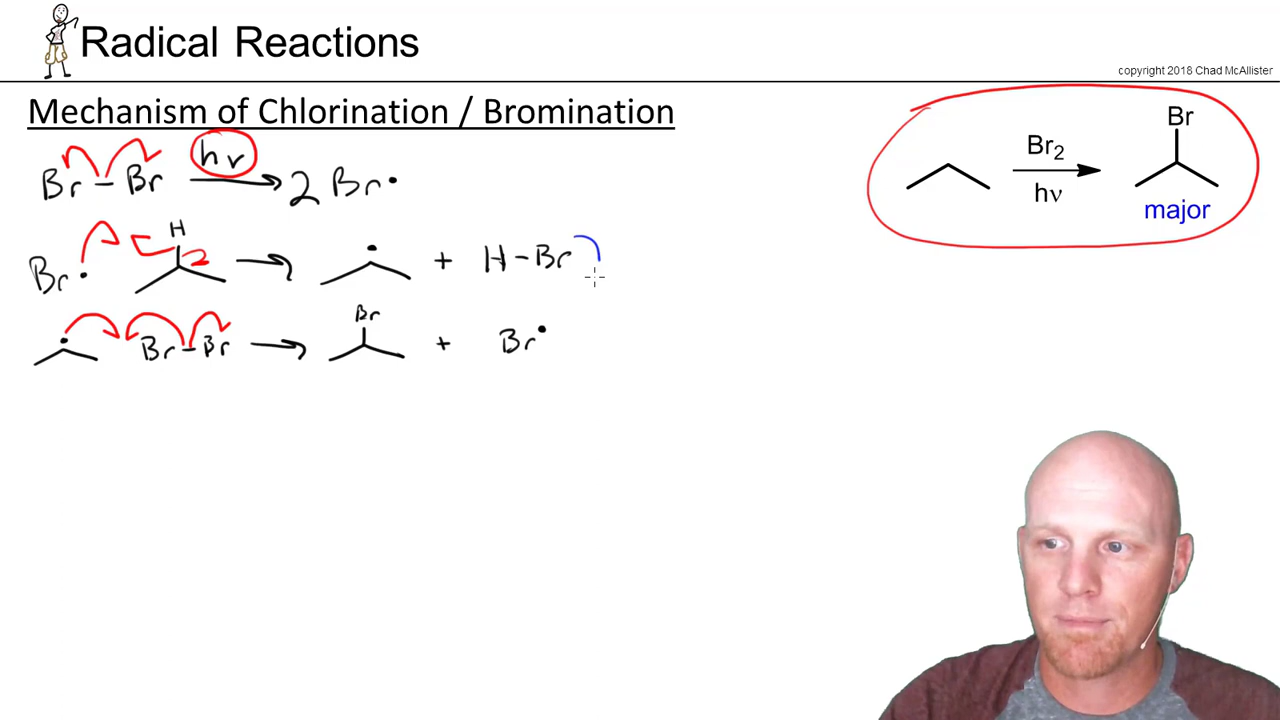 Radical Reactions
copyright 2018 Chad McAllister
Mechanism of Chlorination / Bromination
Br – Br hν → 2 Br•
Br• H 2 → • + H – Br
• Br – Br → Br + Br•
Br₂
hν
Br
major